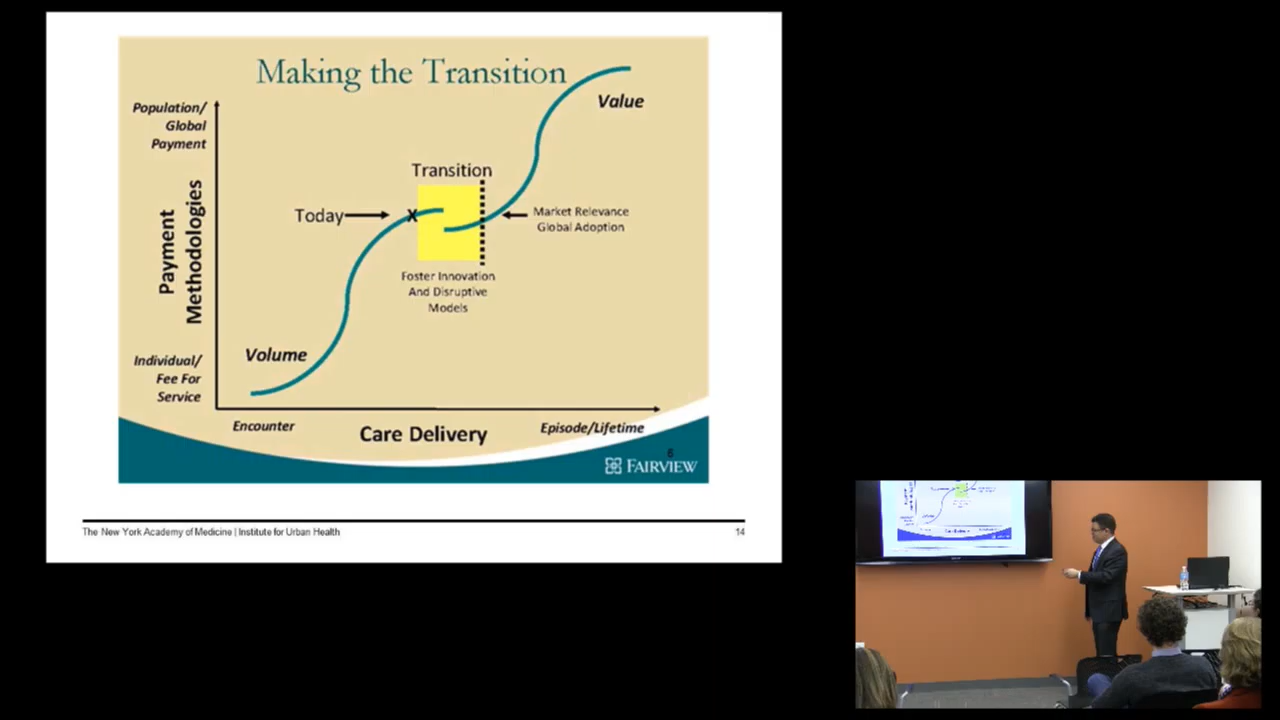 Making the Transition
Population/
Global
Payment
Value
Transition
Payment
Methodologies
Today
X
Market Relevance
Global Adoption
Foster Innovation
And Disruptive
Models
Volume
Individual/
Fee For
Service
Encounter
Care Delivery
Episode/Lifetime
6
FAIRVIEW
The New York Academy of Medicine | Institute for Urban Health
14